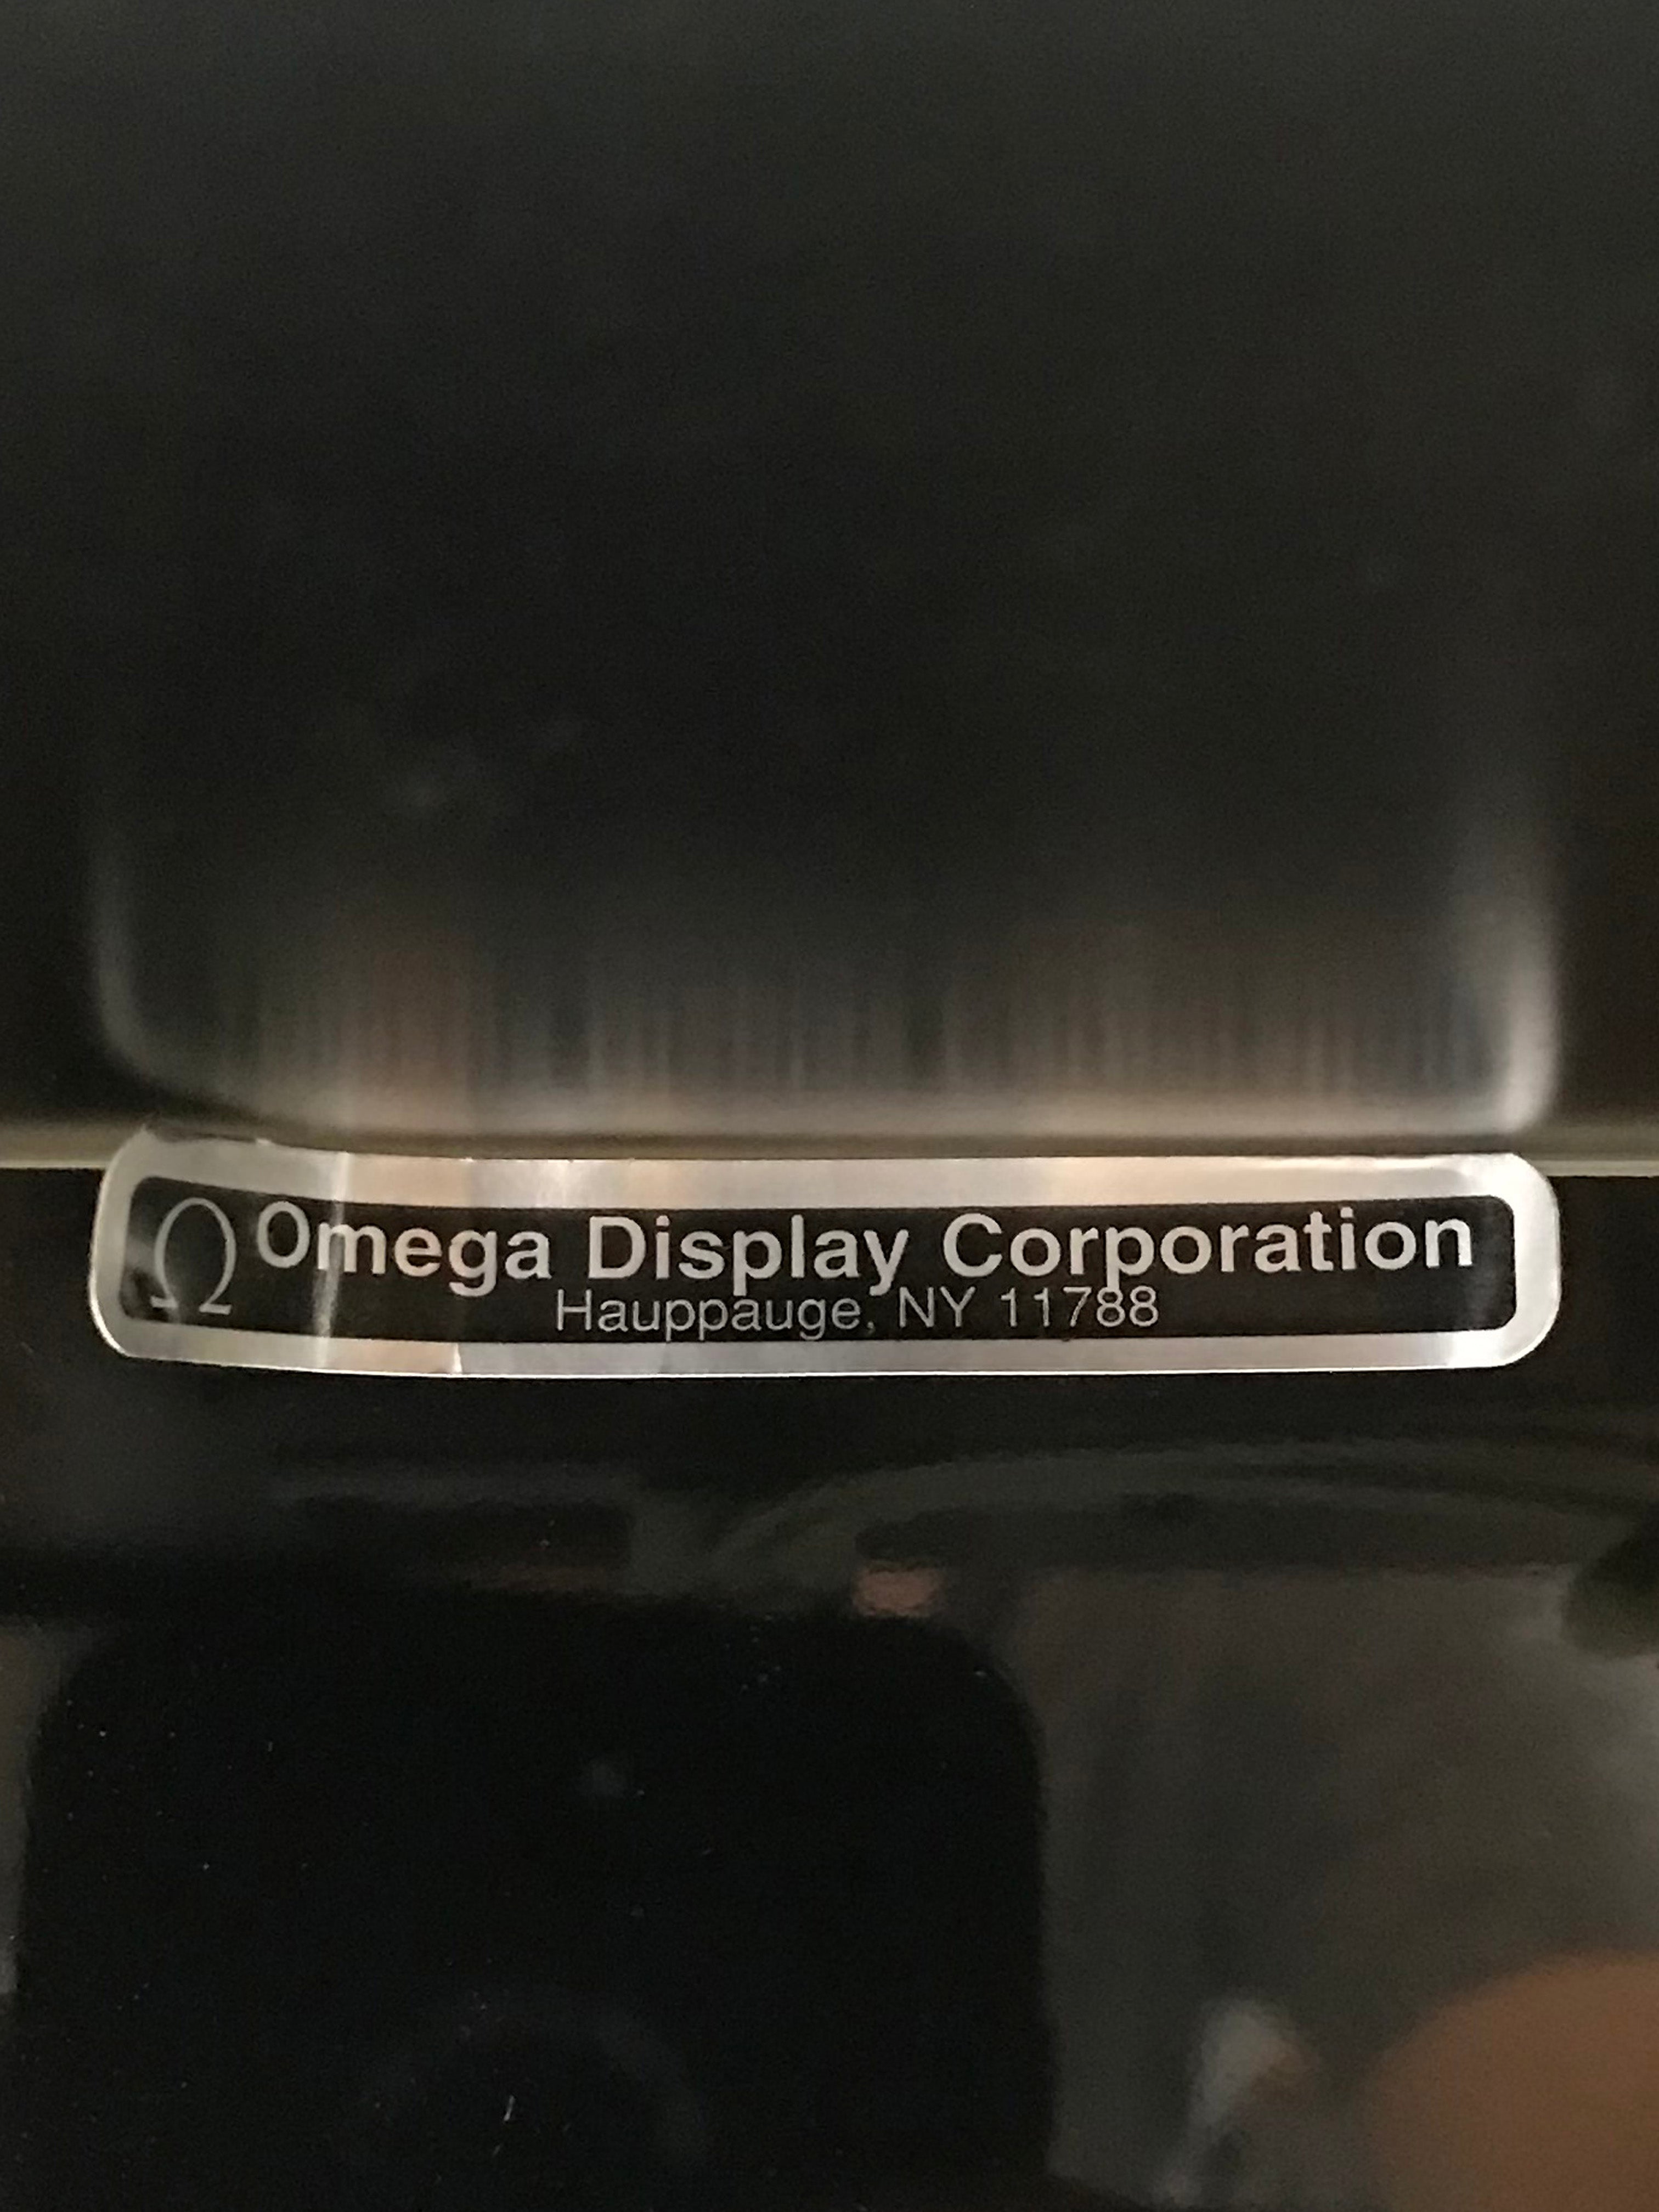 Ω Omega Display Corporation
Hauppauge, NY 11788